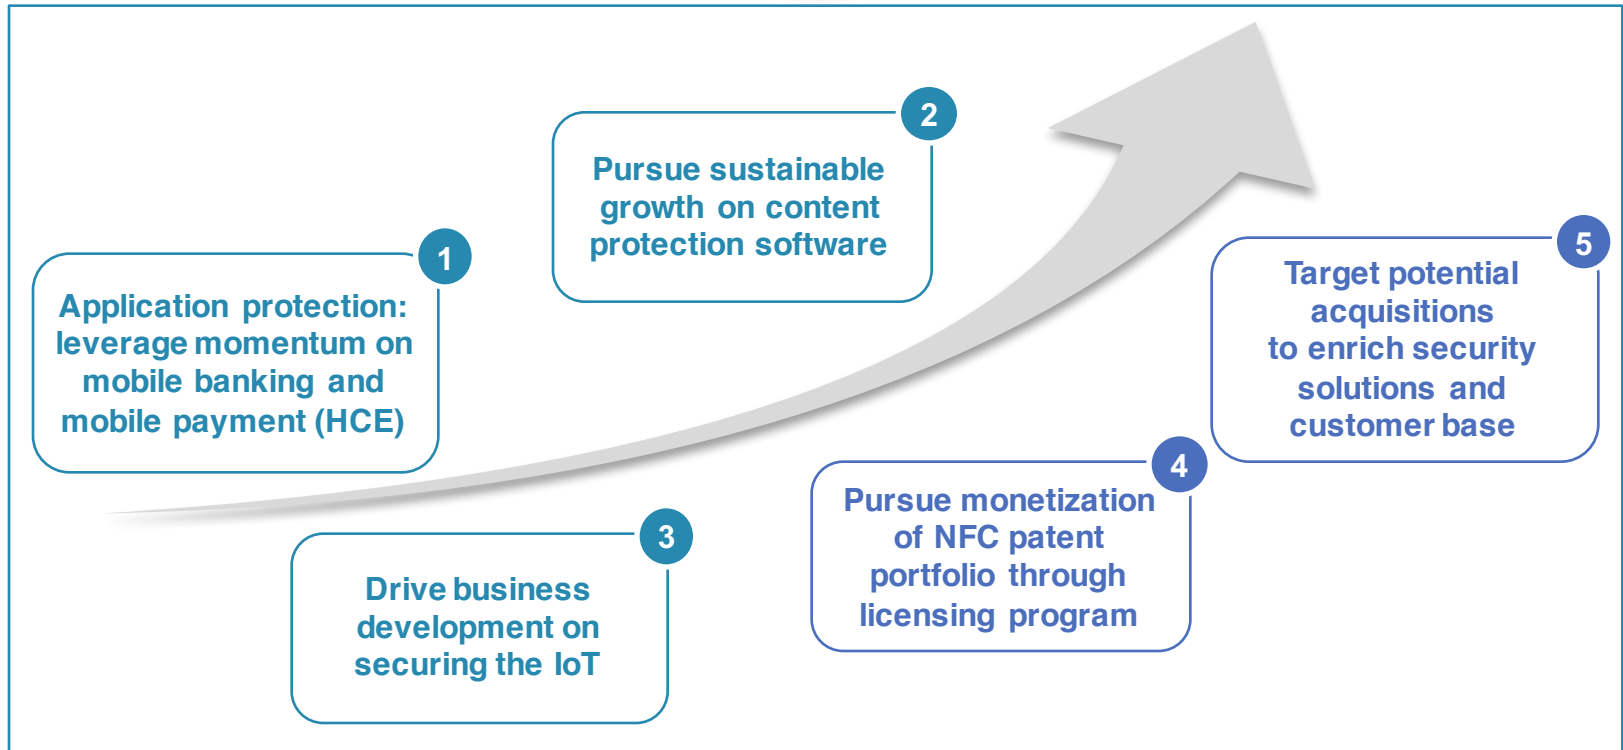 1
Application protection:
leverage momentum on
mobile banking and
mobile payment (HCE)
2
Pursue sustainable
growth on content
protection software
3
Drive business
development on
securing the IoT
4
Pursue monetization
of NFC patent
portfolio through
licensing program
5
Target potential
acquisitions
to enrich security
solutions and
customer base